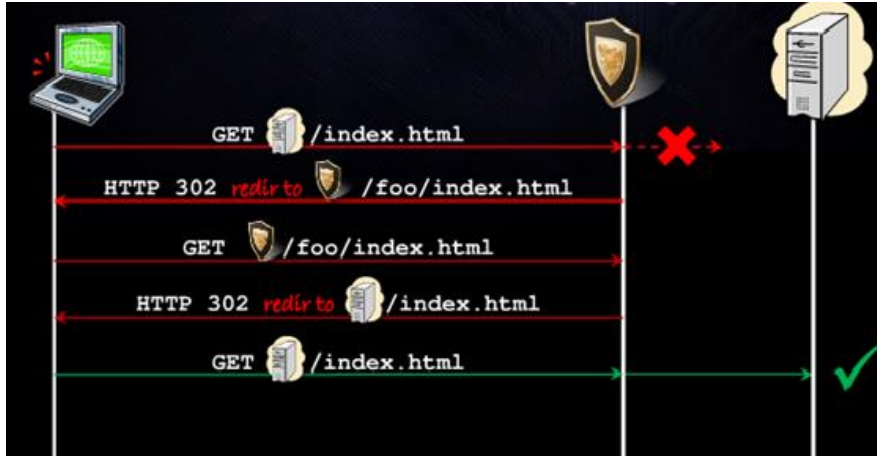 GET /index.html
HTTP 302 redir to /foo/index.html
GET /foo/index.html
HTTP 302 redir to /index.html
GET /index.html